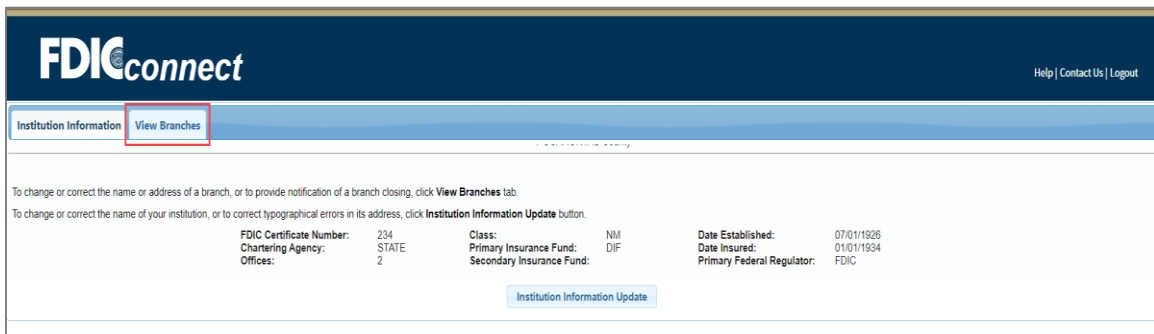 FDICconnect
Help | Contact Us | Logout
Institution Information View Branches
To change or correct the name or address of a branch, or to provide notification of a branch closing, click View Branches tab.
To change or correct the name of your institution, or to correct typographical errors in its address, click Institution Information Update button.
FDIC Certificate Number: 234 Class: NM Date Established: 07/01/1926
Chartering Agency: STATE Primary Insurance Fund: DIF Date Insured: 01/01/1934
Offices: 2 Secondary Insurance Fund: Primary Federal Regulator: FDIC
Institution Information Update